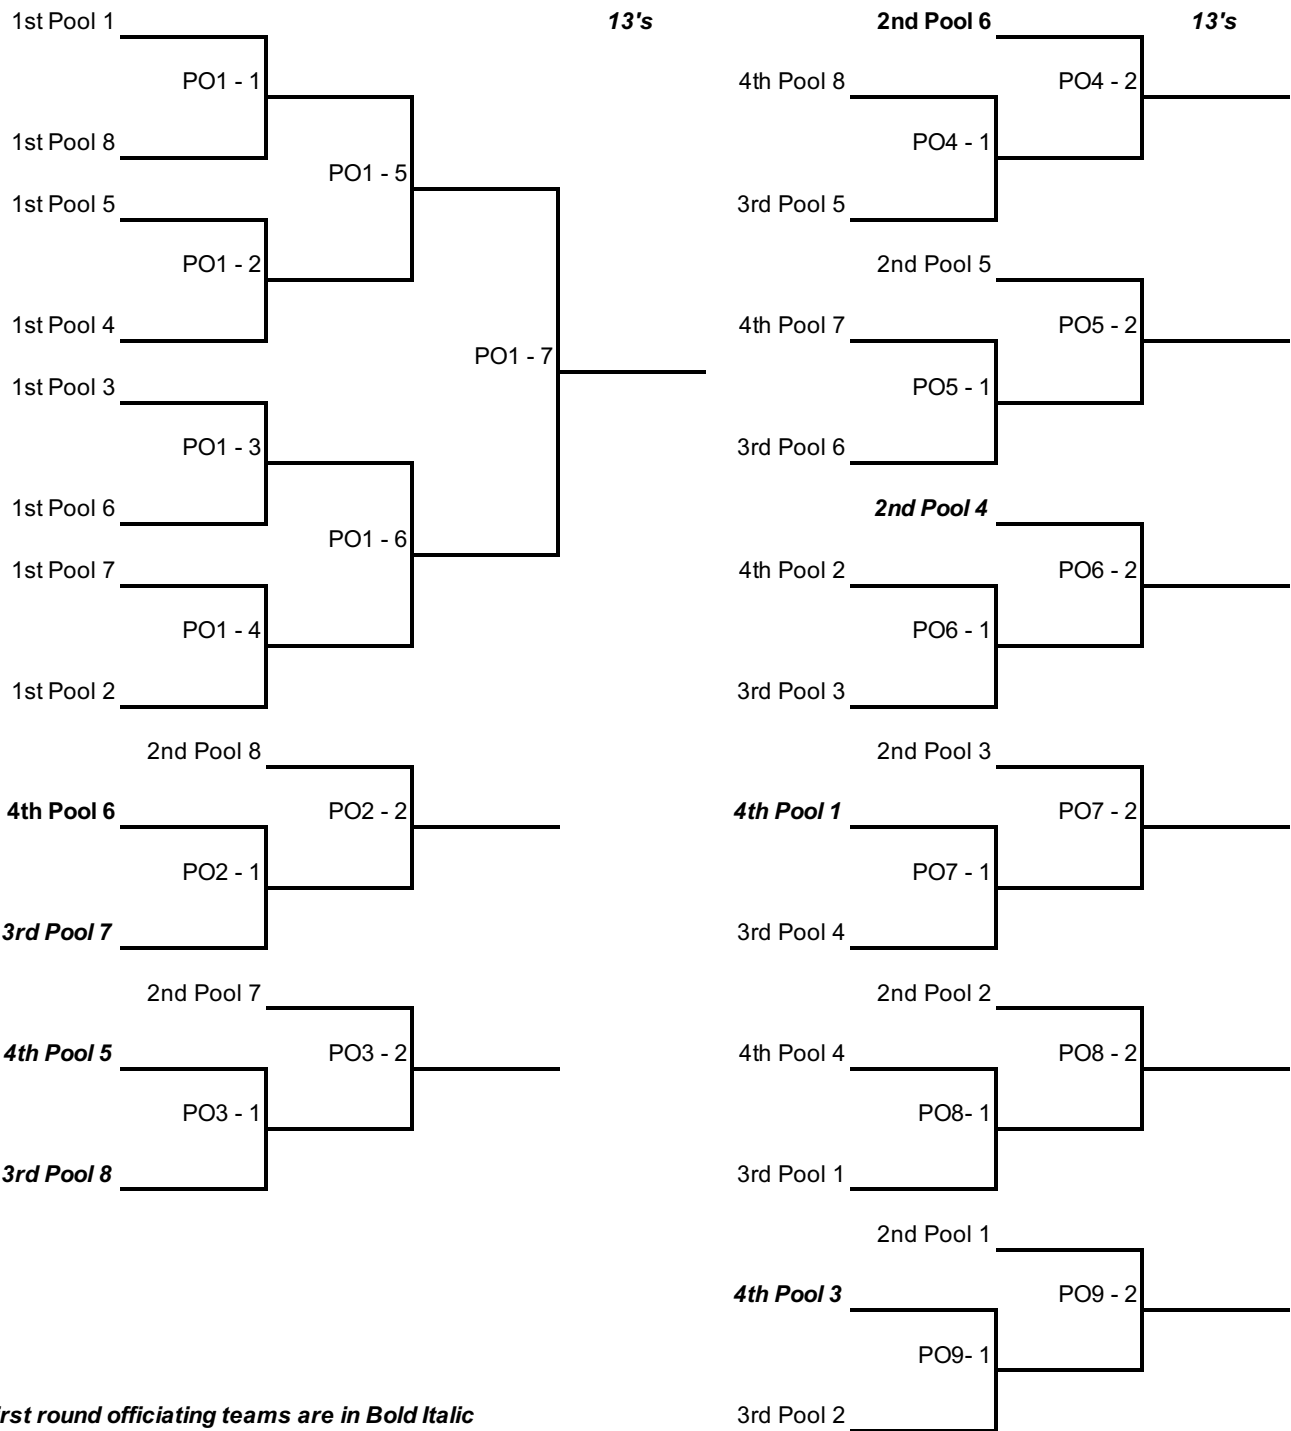 1st Pool 1
13's
PO1 - 1
1st Pool 8
PO1 - 5
1st Pool 5
PO1 - 2
1st Pool 4
PO1 - 7
1st Pool 3
PO1 - 3
1st Pool 6
PO1 - 6
1st Pool 7
PO1 - 4
1st Pool 2
2nd Pool 8
4th Pool 6
PO2 - 2
PO2 - 1
3rd Pool 7
2nd Pool 7
4th Pool 5
PO3 - 2
PO3 - 1
3rd Pool 8
rst round officiating teams are in Bold Italic
2nd Pool 6
13's
4th Pool 8
PO4 - 2
PO4 - 1
3rd Pool 5
2nd Pool 5
4th Pool 7
PO5 - 2
PO5 - 1
3rd Pool 6
2nd Pool 4
4th Pool 2
PO6 - 2
PO6 - 1
3rd Pool 3
2nd Pool 3
4th Pool 1
PO7 - 2
PO7 - 1
3rd Pool 4
2nd Pool 2
4th Pool 4
PO8 - 2
PO8- 1
3rd Pool 1
2nd Pool 1
4th Pool 3
PO9 - 2
PO9- 1
3rd Pool 2